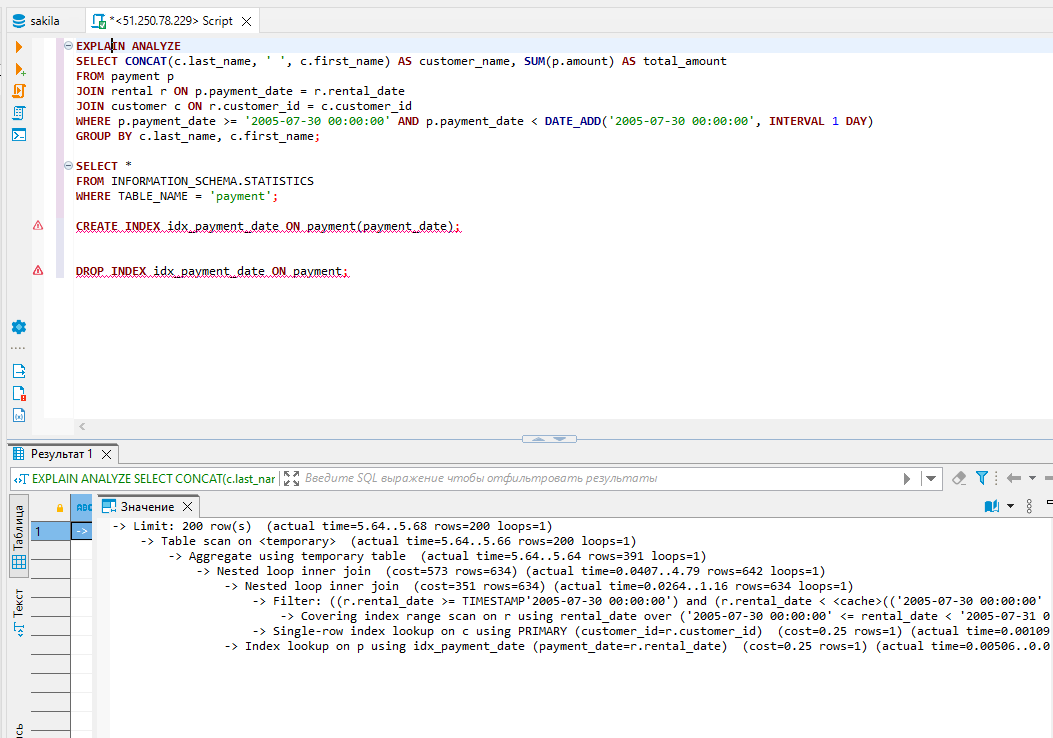 sakila
*<51.250.78.229> Script
EXPLAIN ANALYZE
SELECT CONCAT(c.last_name, ' ', c.first_name) AS customer_name, SUM(p.amount) AS total_amount
FROM payment p
JOIN rental r ON p.payment_date = r.rental_date
JOIN customer c ON r.customer_id = c.customer_id
WHERE p.payment_date >= '2005-07-30 00:00:00' AND p.payment_date < DATE_ADD('2005-07-30 00:00:00', INTERVAL 1 DAY)
GROUP BY c.last_name, c.first_name;
SELECT *
FROM INFORMATION_SCHEMA.STATISTICS
WHERE TABLE_NAME = 'payment';
CREATE INDEX idx_payment_date ON payment(payment_date);
DROP INDEX idx_payment_date ON payment;
Результат 1
EXPLAIN ANALYZE SELECT CONCAT(c.last_nar
Введите SQL выражение чтобы отфильтровать результаты
Таблица
Текст
ABC
1
->
Значение
-> Limit: 200 row(s)  (actual time=5.64..5.68 rows=200 loops=1)
-> Table scan on <temporary>  (actual time=5.64..5.66 rows=200 loops=1)
-> Aggregate using temporary table  (actual time=5.64..5.64 rows=391 loops=1)
-> Nested loop inner join  (cost=573 rows=634) (actual time=0.0407..4.79 rows=642 loops=1)
-> Nested loop inner join  (cost=351 rows=634) (actual time=0.0264..1.16 rows=634 loops=1)
-> Filter: ((r.rental_date >= TIMESTAMP'2005-07-30 00:00:00') and (r.rental_date < <cache>(('2005-07-30 00:00:00'
-> Covering index range scan on r using rental_date over ('2005-07-30 00:00:00' <= rental_date < '2005-07-31 0
-> Single-row index lookup on c using PRIMARY (customer_id=r.customer_id)  (cost=0.25 rows=1) (actual time=0.00109
-> Index lookup on p using idx_payment_date (payment_date=r.rental_date)  (cost=0.25 rows=1) (actual time=0.00506..0.0